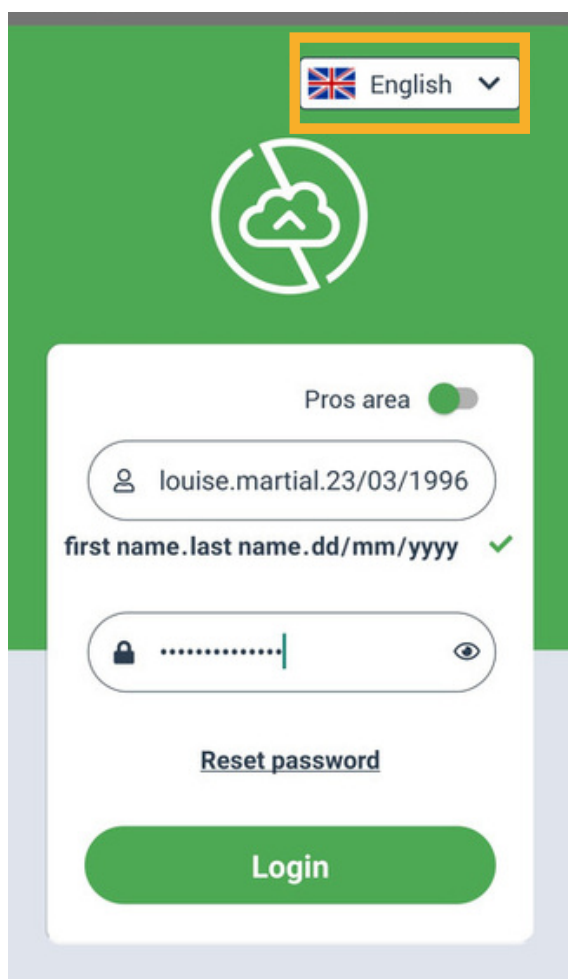 English
Pros area
louise.martial.23/03/1996
first name.last name.dd/mm/yyyy
Reset password
Login